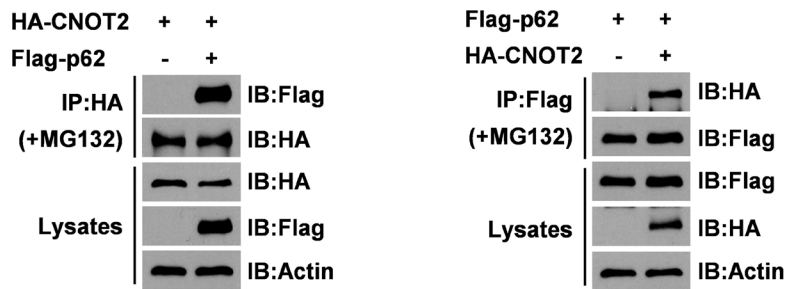 HA-CNOT2 + +
Flag-p62 - +
IP:HA
(+MG132)
IB:Flag
IB:HA
Lysates
IB:HA
IB:Flag
IB:Actin
Flag-p62 + +
HA-CNOT2 - +
IP:Flag
(+MG132)
IB:HA
IB:Flag
Lysates
IB:Flag
IB:HA
IB:Actin